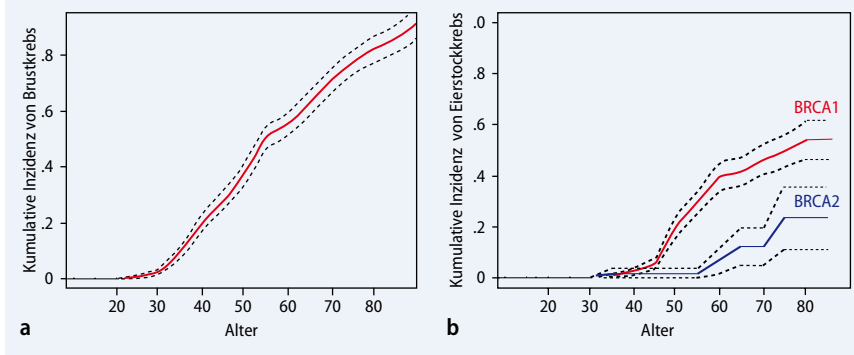 Kumulative Inzidenz von Brustkrebs
.8
.6
.4
.2
0
20 30 40 50 60 70 80
Alter
a
Kumulative Inzidenz von Eierstockkrebs
.0
.8
.6
.4
.2
0
BRCA1
BRCA2
20 30 40 50 60 70 80
Alter
b